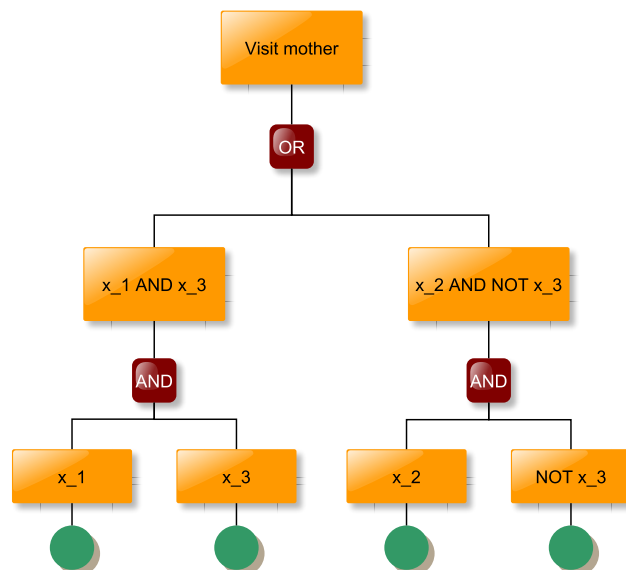 Visit mother
OR
x_1 AND x_3
x_2 AND NOT x_3
AND
AND
x_1
x_3
x_2
NOT x_3